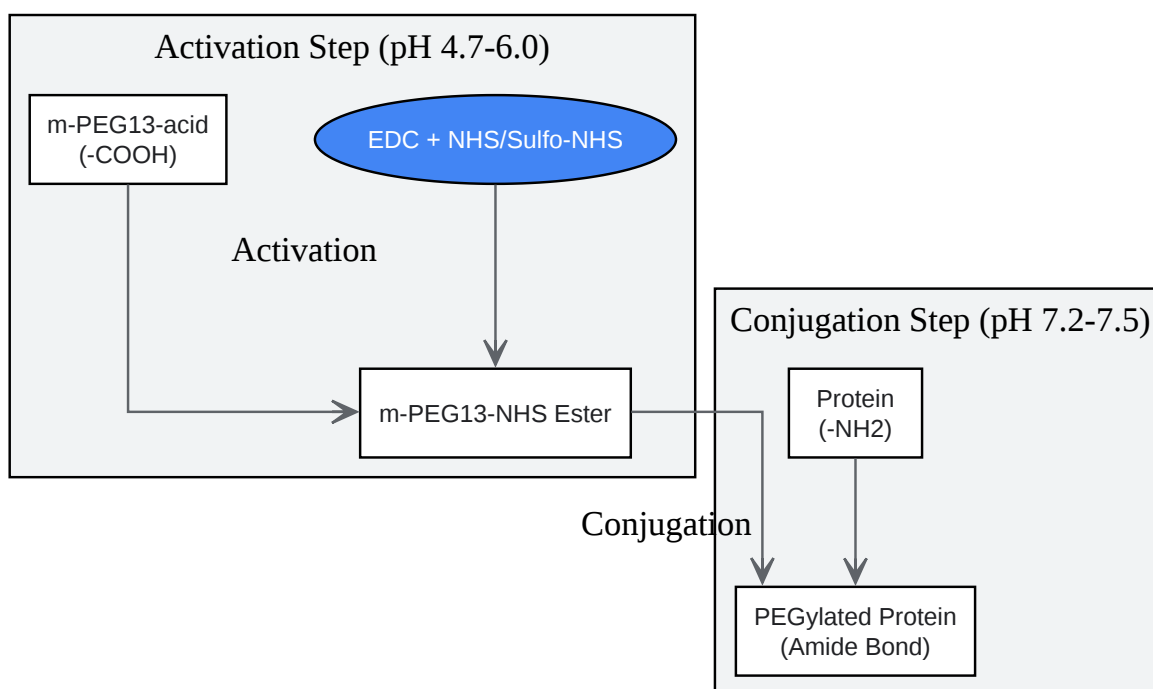 Activation Step (pH 4.7-6.0)
m-PEG13-acid
(-COOH)
EDC + NHS/Sulfo-NHS
Activation
m-PEG13-NHS Ester
Conjugation Step (pH 7.2-7.5)
Protein
(-NH2)
Conjugation
PEGylated Protein
(Amide Bond)